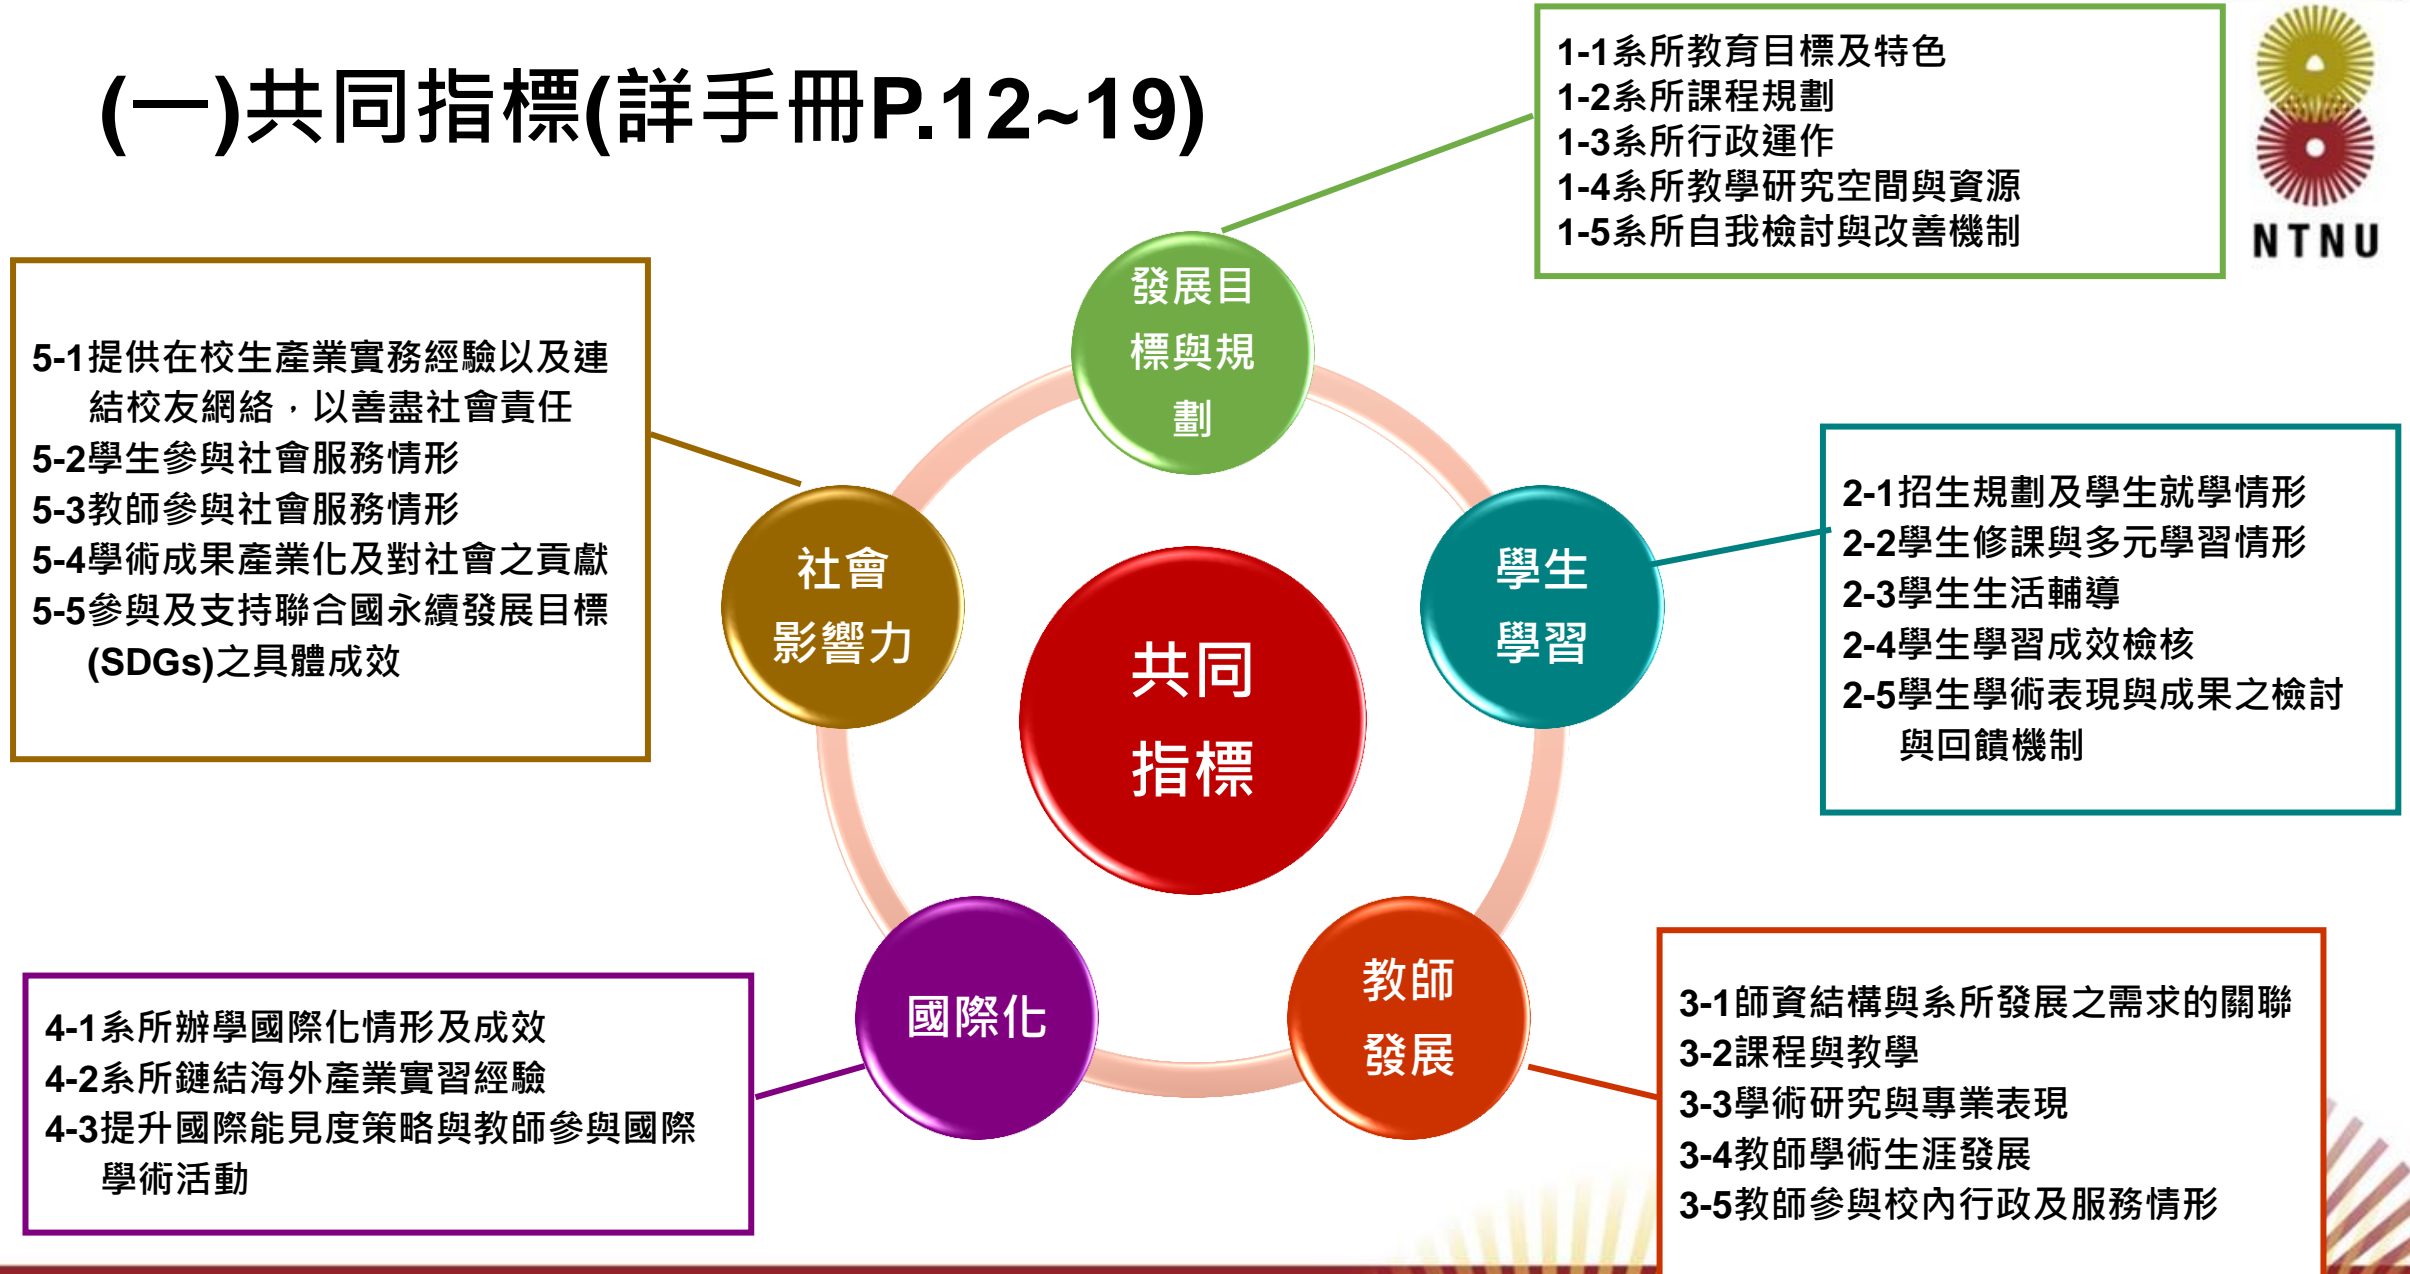 (一)共同指標(詳手冊P.12~19)
1-1系所教育目標及特色
1-2系所課程規劃
1-3系所行政運作
1-4系所教學研究空間與資源
1-5系所自我檢討與改善機制
NTNU
發展目
標與規
劃
5-1提供在校生產業實務經驗以及連
結校友網絡，以善盡社會責任
5-2學生參與社會服務情形
5-3教師參與社會服務情形
5-4學術成果產業化及對社會之貢獻
5-5參與及支持聯合國永續發展目標
(SDGs)之具體成效
社會
影響力
共同
指標
學生
學習
2-1招生規劃及學生就學情形
2-2學生修課與多元學習情形
2-3學生生活輔導
2-4學生學習成效檢核
2-5學生學術表現與成果之檢討
與回饋機制
4-1系所辦學國際化情形及成效
4-2系所鏈結海外產業實習經驗
4-3提升國際能見度策略與教師參與國際
學術活動
國際化
教師
發展
3-1師資結構與系所發展之需求的關聯
3-2課程與教學
3-3學術研究與專業表現
3-4教師學術生涯發展
3-5教師參與校內行政及服務情形